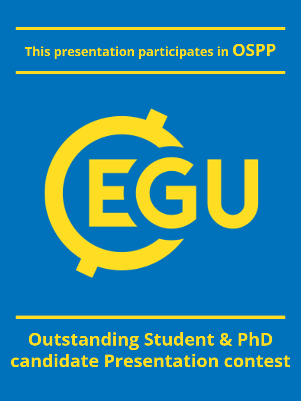 This presentation participates in OSPP
EGU
Outstanding Student & PhD
candidate Presentation contest